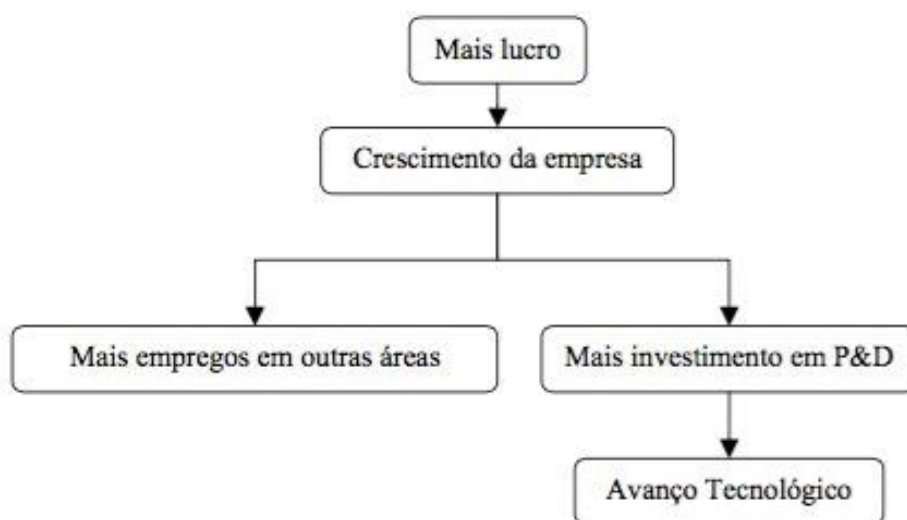 Mais lucro
Crescimento da empresa
Mais empregos em outras áreas
Mais investimento em P&D
Avanço Tecnológico